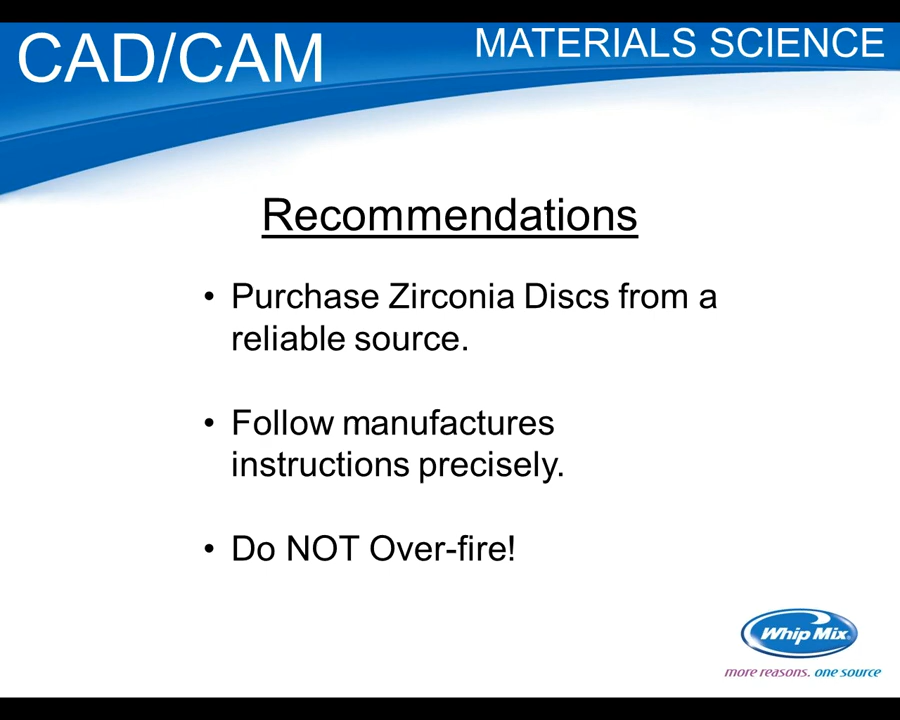 CAD/CAM
MATERIALS SCIENCE
Recommendations
• Purchase Zirconia Discs from a
reliable source.
• Follow manufactures
instructions precisely.
• Do NOT Over-fire!
Whip Mix®
more reasons. one source